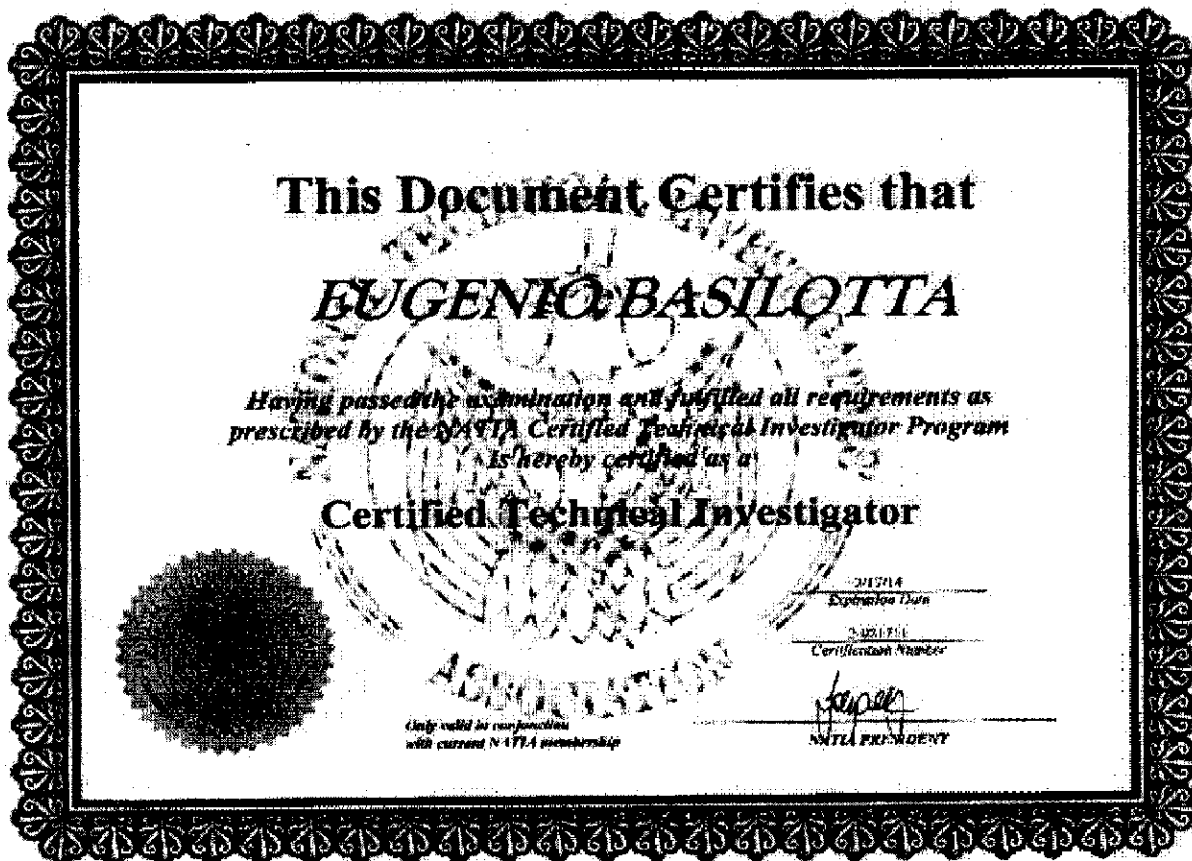 This Document Certifies that
EUGENIO BASILOTTA
Having passed the examination and fulfilled all requirements as
prescribed by the NATIA Certified Technical Investigator Program
Is hereby certified as a
Certified Technical Investigator
Expiration Date
Certification Number
Only valid in conjunction
with current NATIA membership
NATIA PRESIDENT
ASSOCIATION